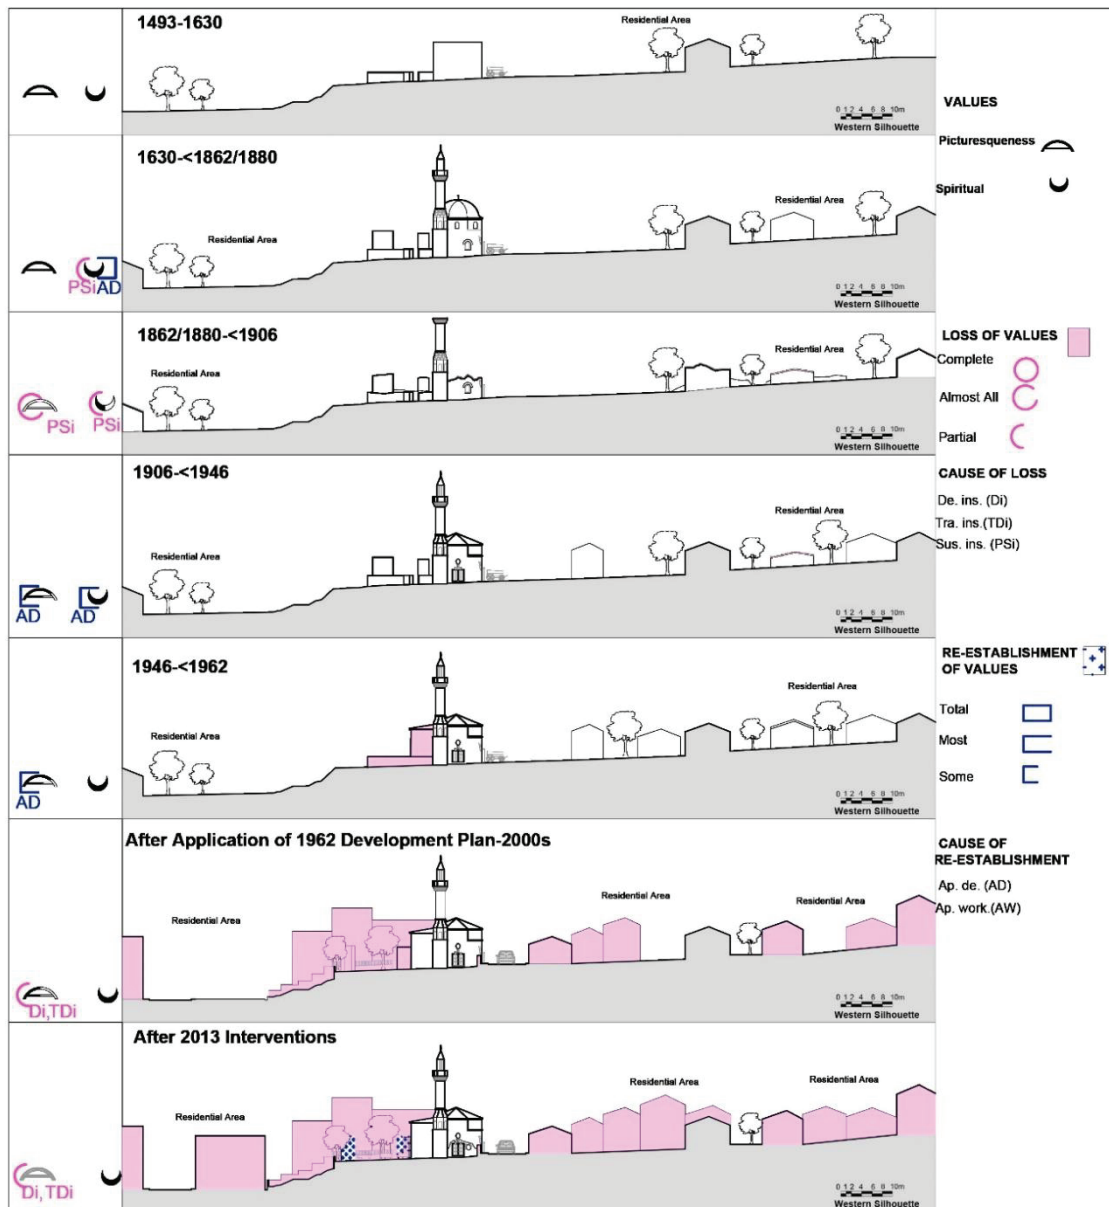 1493-1630
Residential Area
0 1 2 4 6 8 10m
Western Silhouette
1630-<1862/1880
Residential Area
Residential Area
PSi AD
0 1 2 4 6 8 10m
Western Silhouette
1862/1880-<1906
Residential Area
Residential Area
PSi
PSi
0 1 2 4 6 8 10m
Western Silhouette
1906-<1946
Residential Area
Residential Area
AD
AD
0 1 2 4 6 8 10m
Western Silhouette
1946-<1962
Residential Area
Residential Area
AD
0 1 2 4 6 8 10m
Western Silhouette
After Application of 1962 Development Plan-2000s
Residential Area
Residential Area
Residential Area
Di,TDi
0 1 2 4 6 8 10m
Western Silhouette
After 2013 Interventions
Residential Area
Residential Area
Residential Area
Di, TDi
0 1 2 4 6 8 10m
Western Silhouette
VALUES
Picturesqueness
Spiritual
LOSS OF VALUES
Complete
Almost All
Partial
CAUSE OF LOSS
De. ins. (Di)
Tra. ins.(TDi)
Sus. ins. (PSi)
RE-ESTABLISHMENT
OF VALUES
Total
Most
Some
CAUSE OF
RE-ESTABLISHMENT
Ap. de. (AD)
Ap. work.(AW)